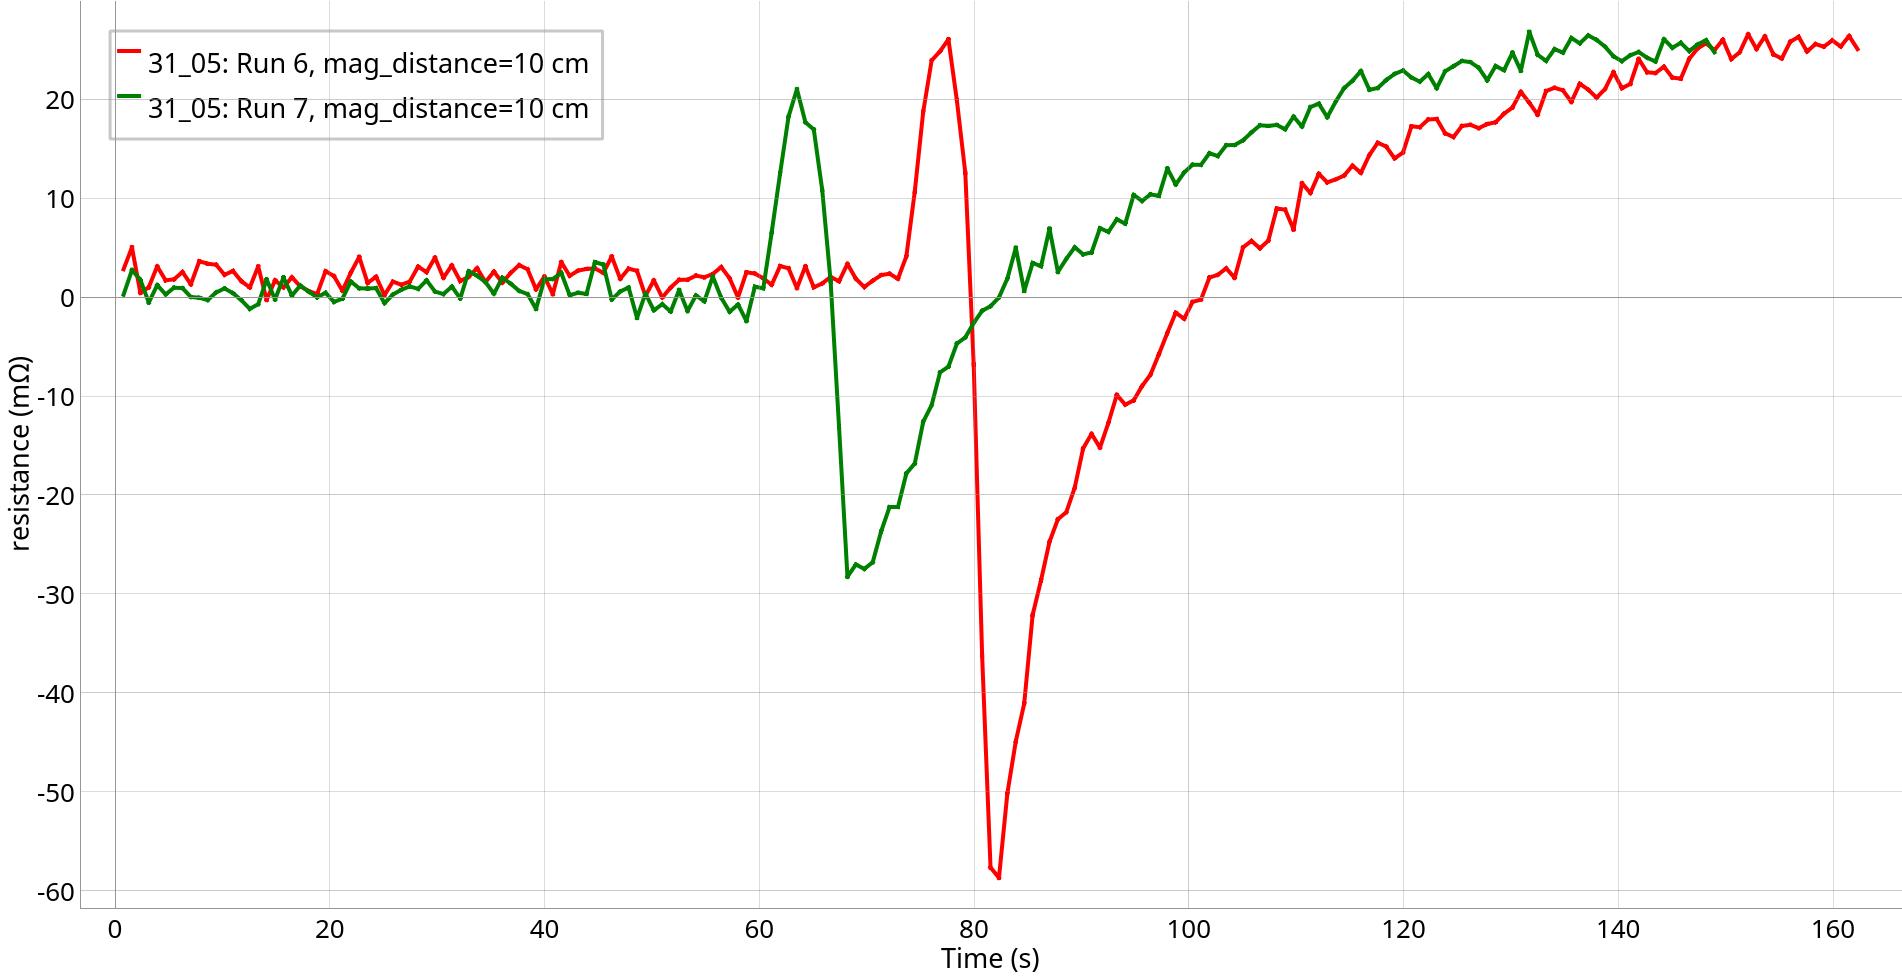 31_05: Run 6, mag_distance=10 cm
31_05: Run 7, mag_distance=10 cm
20
10
0
-10
-20
-30
-40
-50
-60
resistance (mΩ)
0 20 40 60 80 100 120 140 160
Time (s)